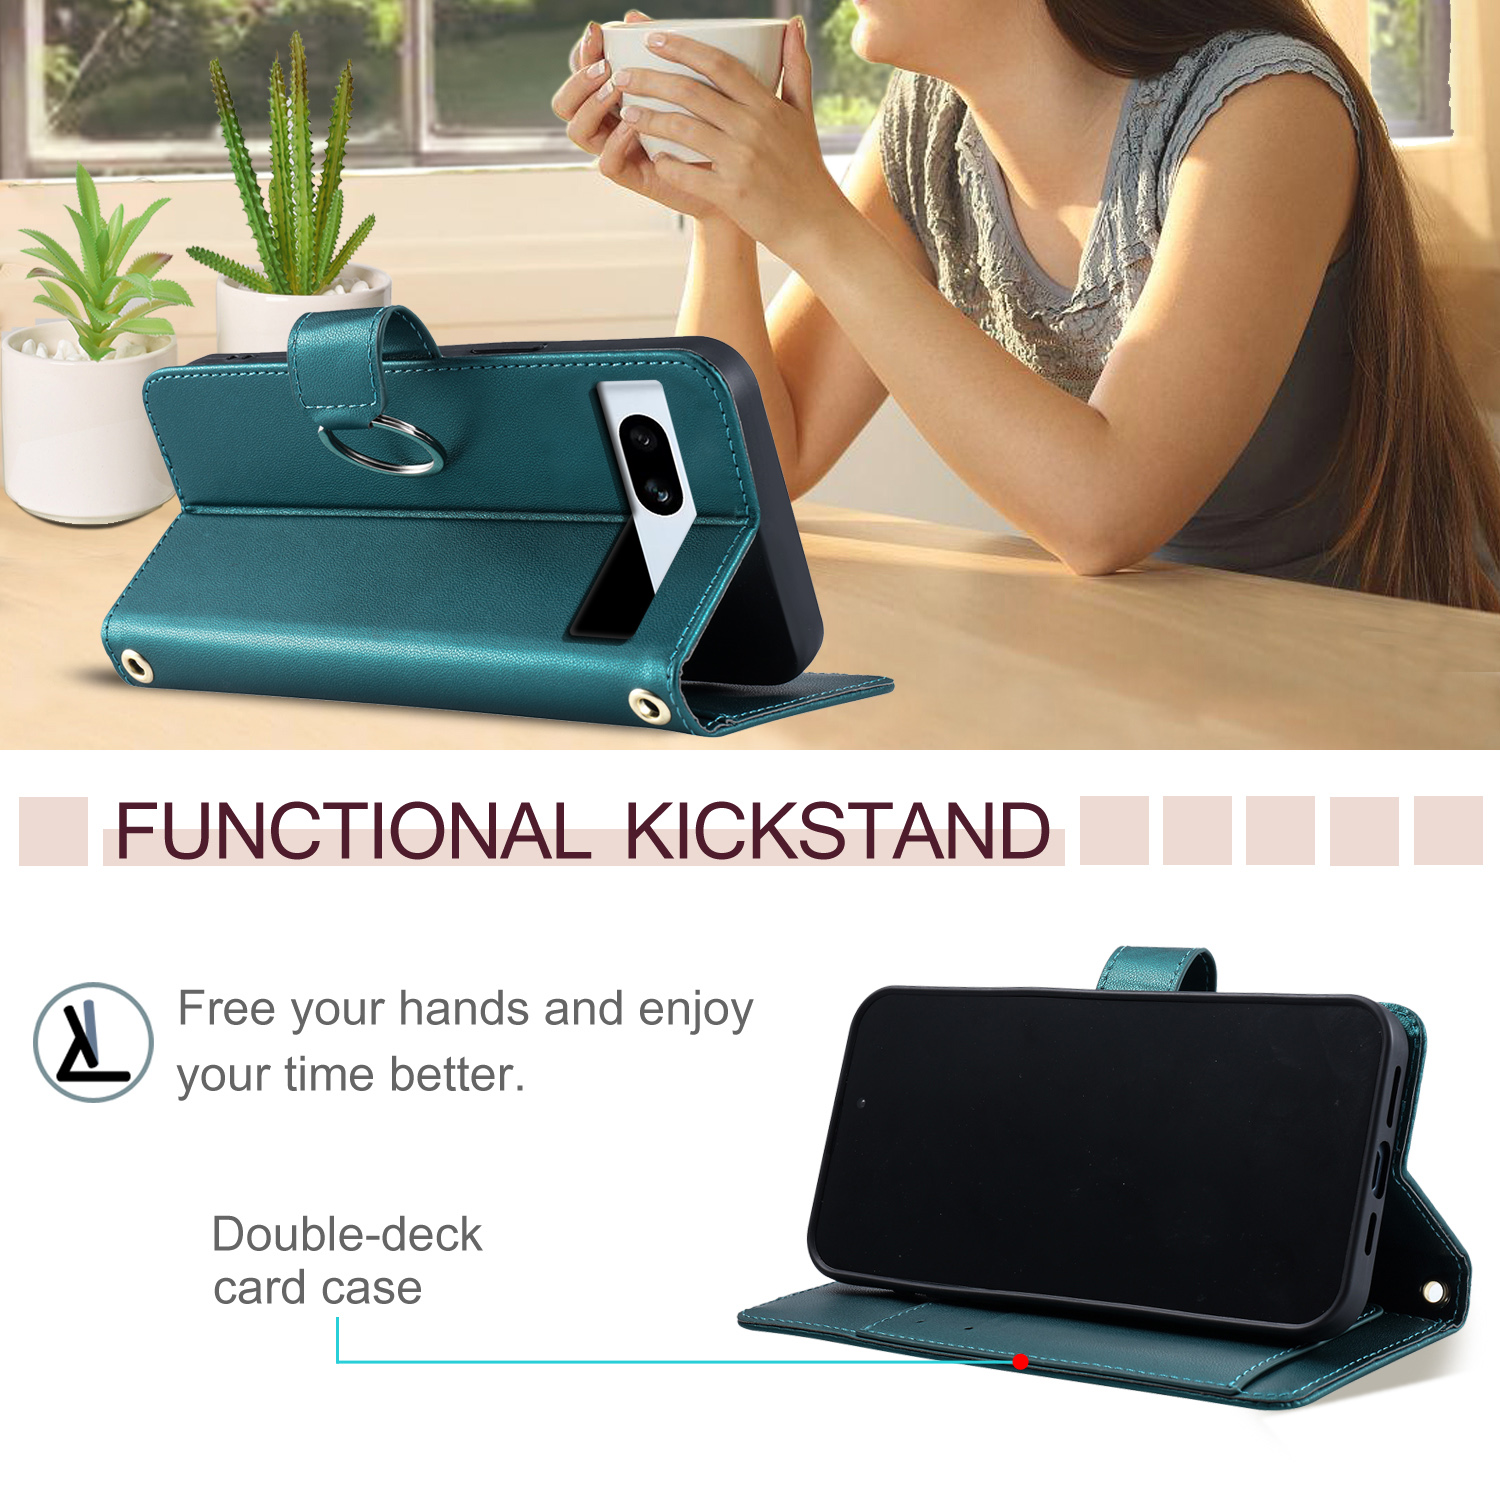 FUNCTIONAL KICKSTAND
Free your hands and enjoy
your time better.
Double-deck
card case